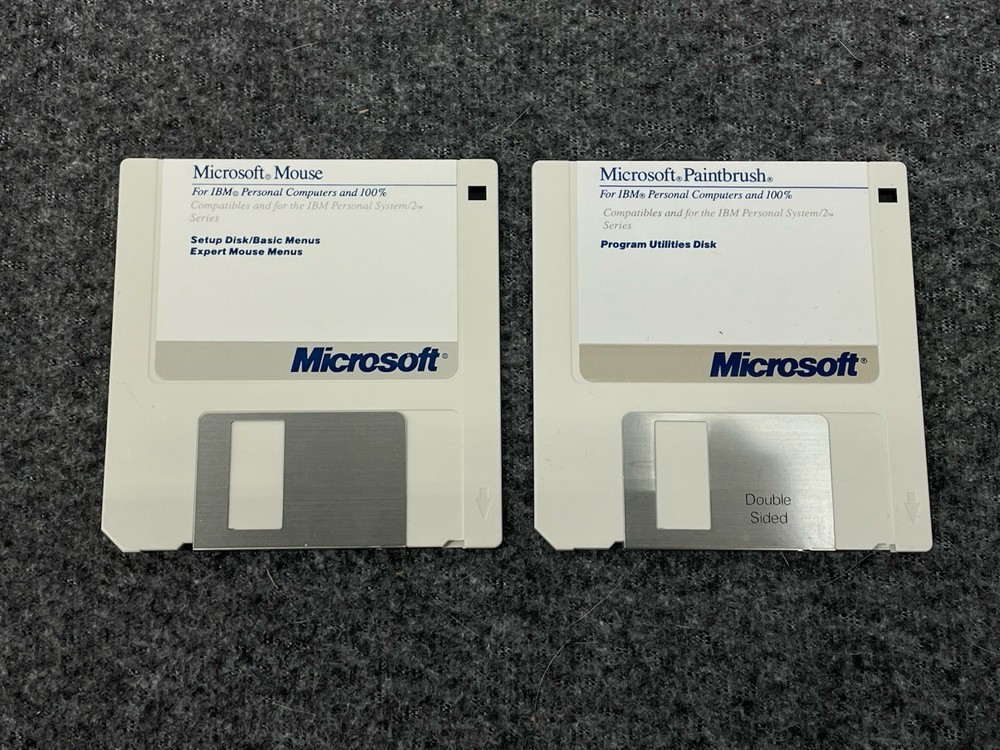 Microsoft® Mouse
For IBM® Personal Computers and 100%
Compatibles and for the IBM Personal System/2™
Series
Setup Disk/Basic Menus
Expert Mouse Menus
Microsoft®
Microsoft® Paintbrush®
For IBM® Personal Computers and 100%
Compatibles and for the IBM Personal System/2™
Series
Program Utilities Disk
Microsoft®
Double
Sided